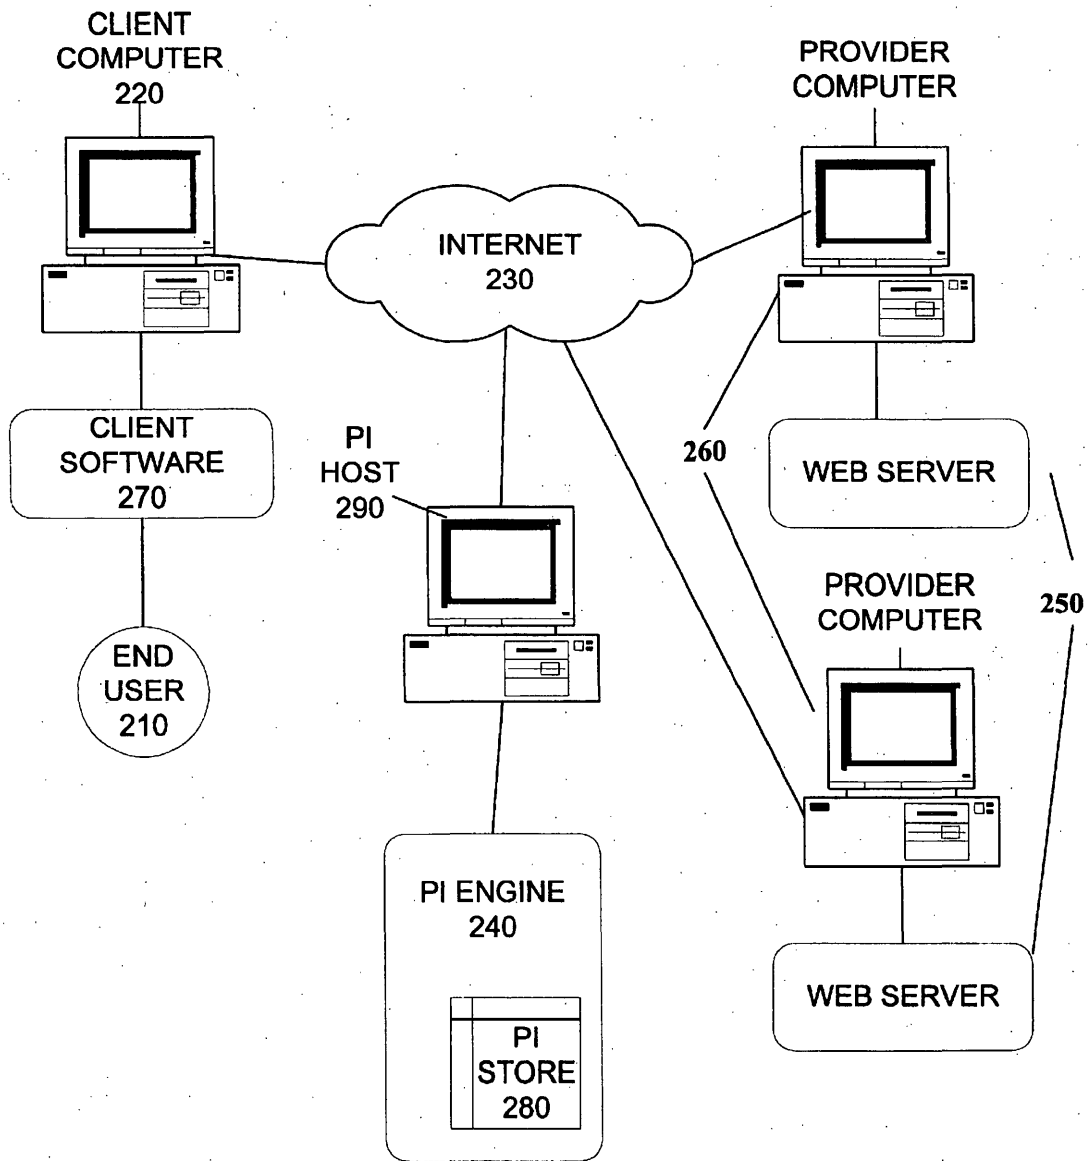 CLIENT
COMPUTER
220
PROVIDER
COMPUTER
INTERNET
230
CLIENT
SOFTWARE
270
PI
HOST
290
260
WEB SERVER
END
USER
210
PROVIDER
COMPUTER
250
PI ENGINE
240
WEB SERVER
PI
STORE
280